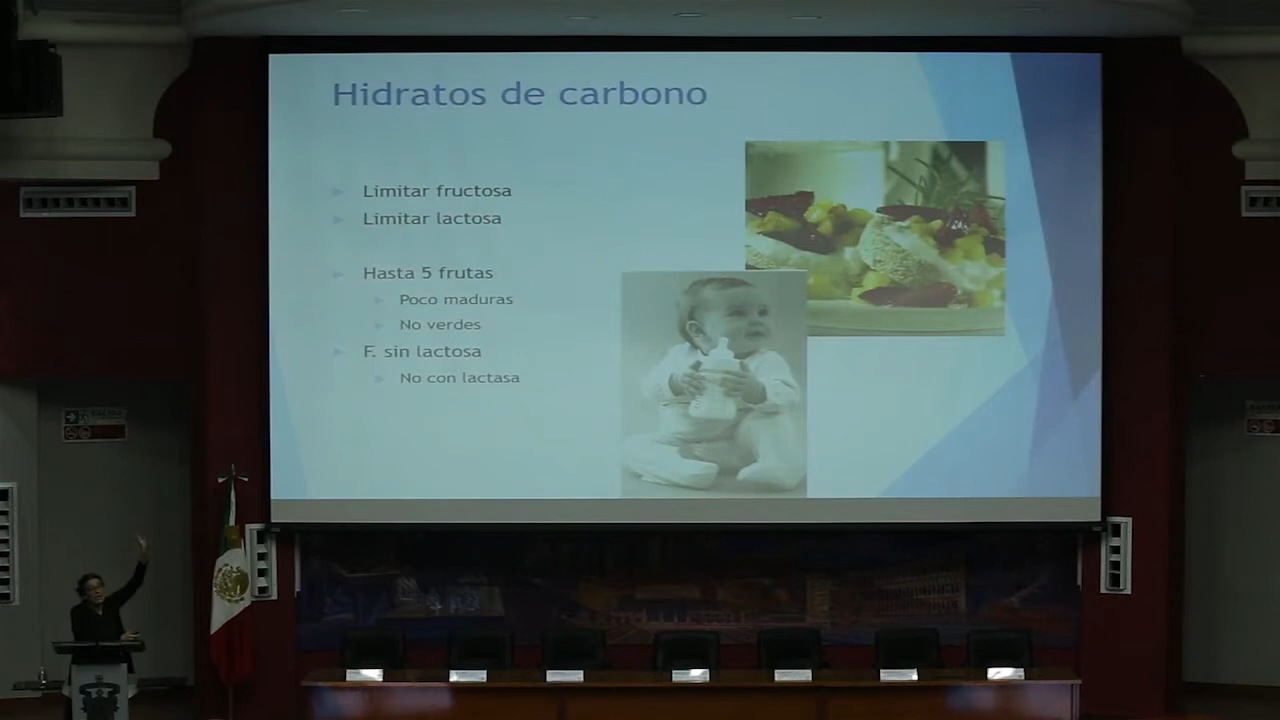 Hidratos de carbono
Limitar fructosa
Limitar lactosa
Hasta 5 frutas
Poco maduras
No verdes
F. sin lactosa
No con lactasa